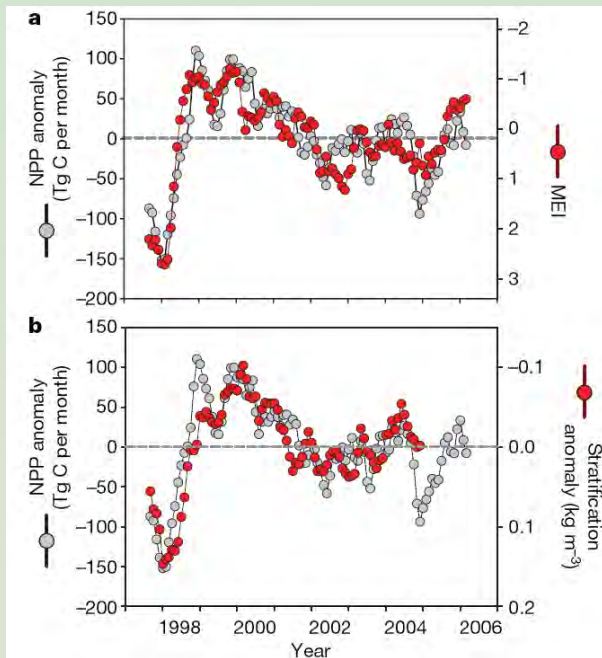 a
150
100
50
0
−50
−100
−150
−200
NPP anomaly
(Tg C per month)
−2
−1
0
1
2
3
MEI
b
150
100
50
0
−50
−100
−150
−200
NPP anomaly
(Tg C per month)
−0.1
0.0
0.1
0.2
Stratification
anomaly (kg m⁻³)
1998 2000 2002 2004 2006
Year